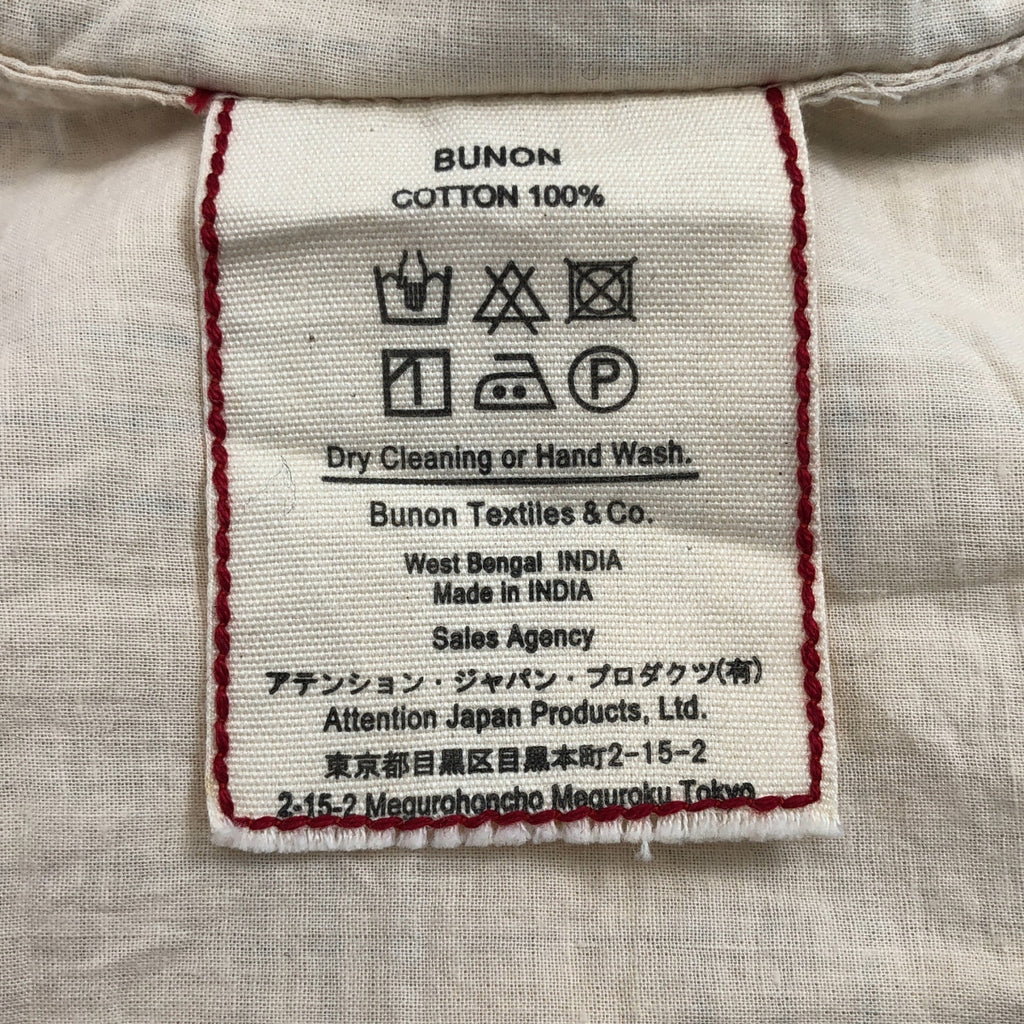 BUNON
COTTON 100%
P
Dry Cleaning or Hand Wash.
Bunon Textiles & Co.
West Bengal INDIA
Made in INDIA
Sales Agency
アテンション・ジャパン・プロダクツ(有)
Attention Japan Products, Ltd.
東京都目黒区目黒本町2-15-2
2-15-2 Megurohoncho Meguroku Tokyo